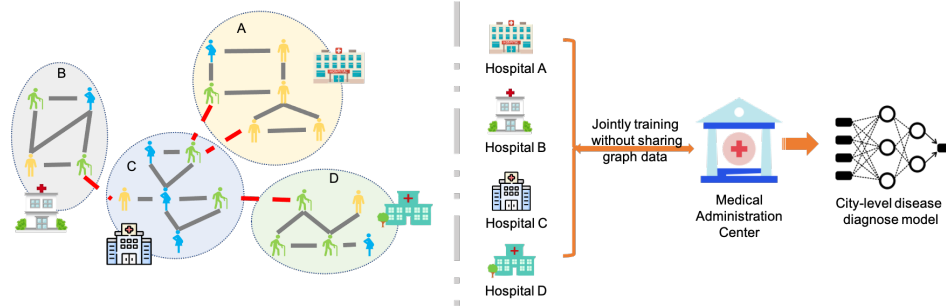 A
B
C
D
Hospital A
Hospital B
Hospital C
Hospital D
Jointly training
without sharing
graph data
Medical
Administration
Center
City-level disease
diagnose model